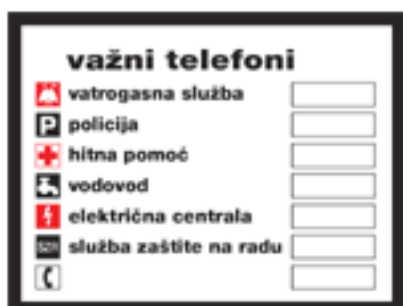 važni telefoni
vatrogasna služba
P policija
hitna pomoć
vodovod
električna centrala
služba zaštite na radu